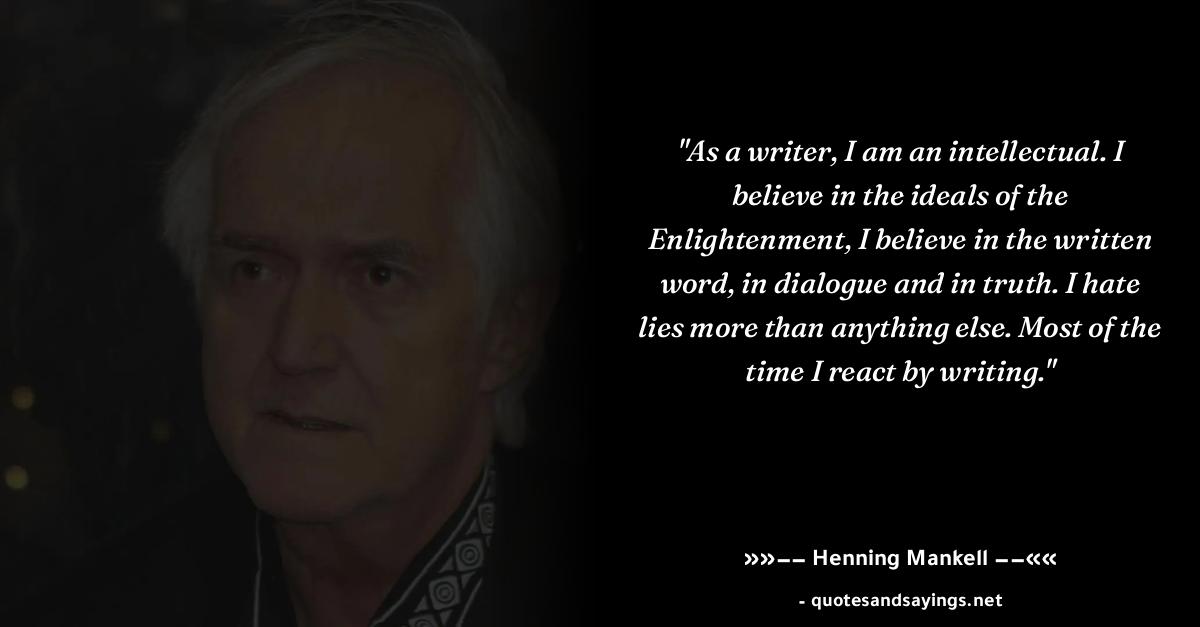 "As a writer, I am an intellectual. I
believe in the ideals of the
Enlightenment, I believe in the written
word, in dialogue and in truth. I hate
lies more than anything else. Most of the
time I react by writing."
»»–– Henning Mankell ––««
- quotesandsayings.net